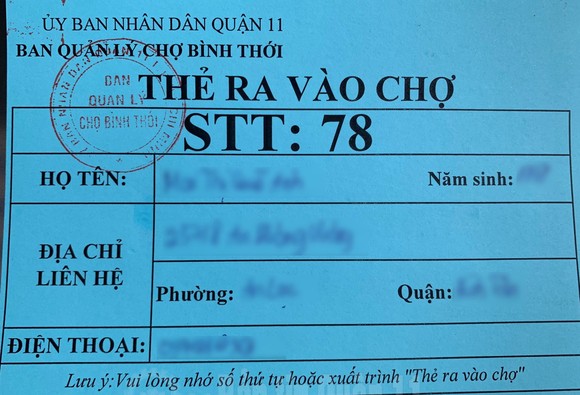 ỦY BAN NHÂN DÂN QUẬN 11
BAN QUẢN LÝ CHỢ BÌNH THỚI
THẺ RA VÀO CHỢ
BAN
QUẢN LÝ
CHỢ BÌNH THỚI
STT: 78
HỌ TÊN: Năm sinh:
ĐỊA CHỈ
LIÊN HỆ
Phường: Quận:
ĐIỆN THOẠI:
Lưu ý:Vui lòng nhớ số thứ tự hoặc xuất trình "Thẻ ra vào chợ"